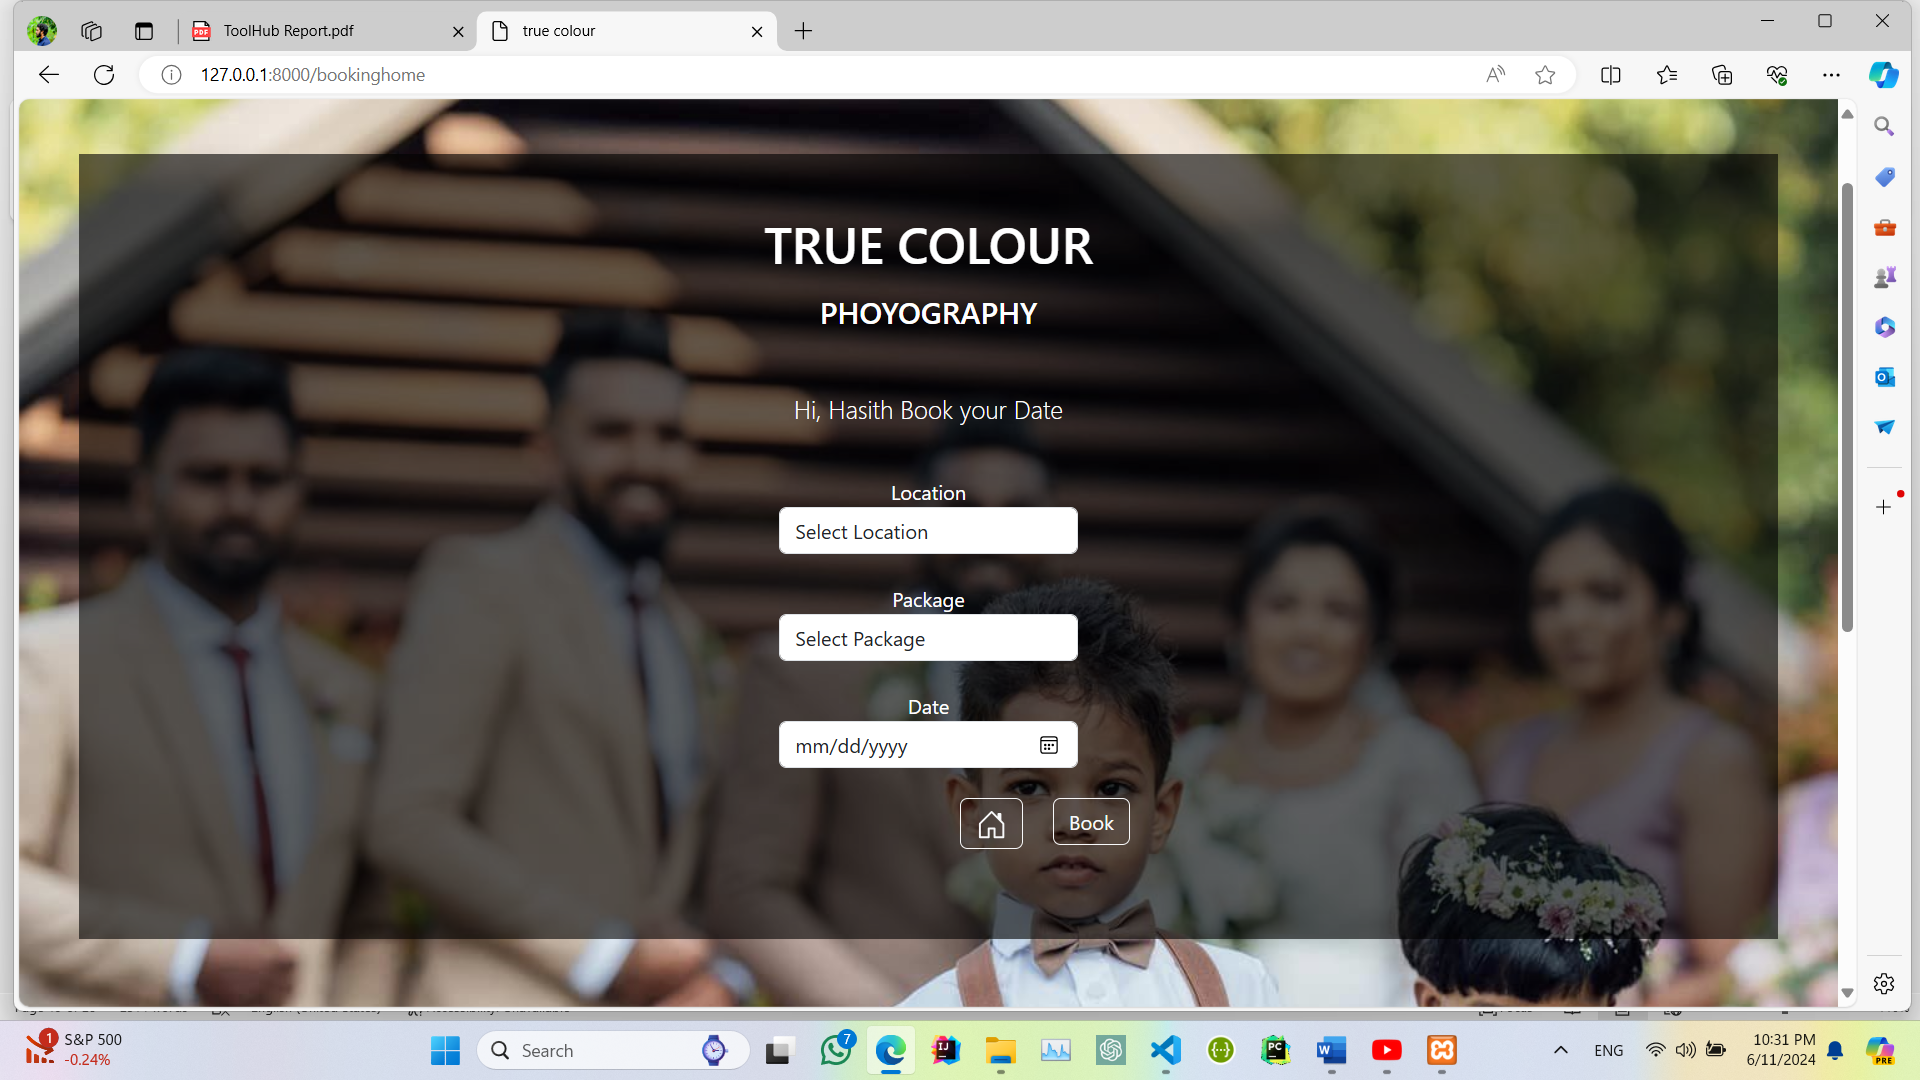 ToolHub Report.pdf
true colour
127.0.0.1:8000/bookinghome
TRUE COLOUR
PHOYOGRAPHY
Hi, Hasith Book your Date
Location
Select Location
Package
Select Package
Date
mm/dd/yyyy
Book
S&P 500
-0.24%
1
Search
7
ENG
10:31 PM
6/11/2024
PRE